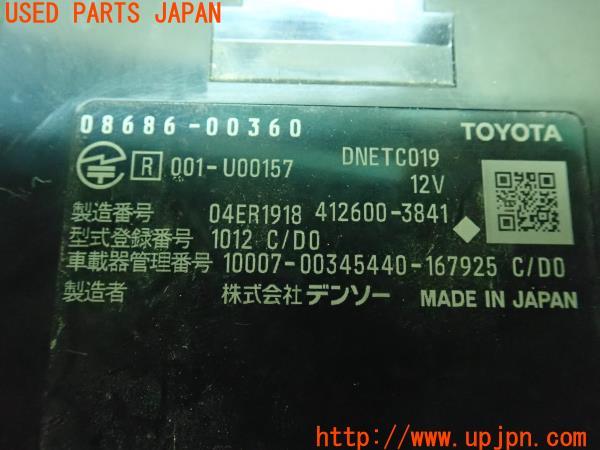 USED PARTS JAPAN
08686-00360 TOYOTA
R 001-U00157 DNETC019
12V
製造番号 04ER1918 412600-3841
型式登録番号 1012 C/D0
車載器管理番号 10007-00345440-167925 C/D0
製造者 株式会社デンソー MADE IN JAPAN
UPJ
http://www.upjpn.com/